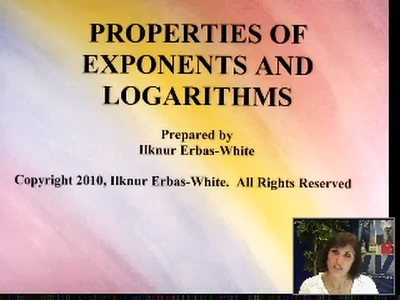 PROPERTIES OF
EXPONENTS AND
LOGARITHMS
Prepared by
Ilknur Erbas-White
Copyright 2010, Ilknur Erbas-White. All Rights Reserved